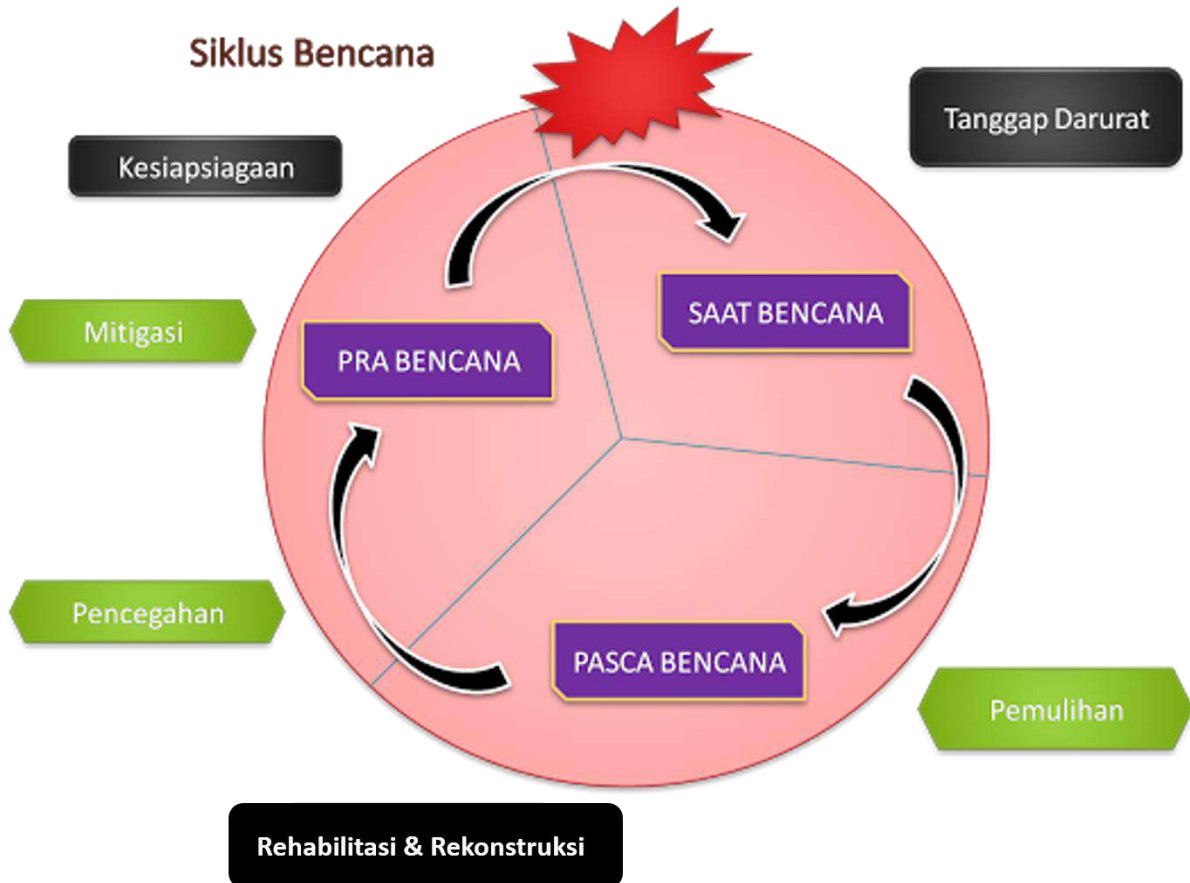 Siklus Bencana
Tanggap Darurat
Kesiapsiagaan
SAAT BENCANA
Mitigasi
PRA BENCANA
Pencegahan
PASCA BENCANA
Pemulihan
Rehabilitasi & Rekonstruksi